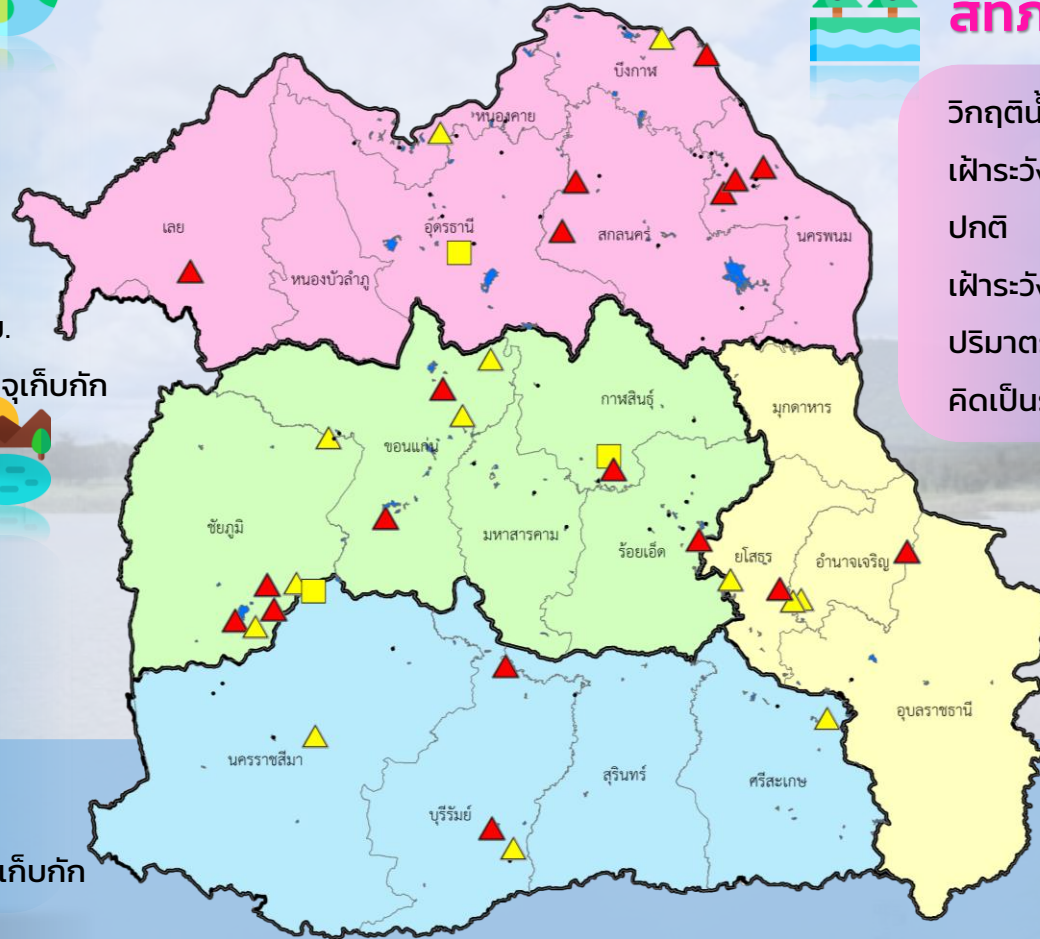 วิกฤติน้
เฝ้าระวัง
ปกติ
เฝ้าระวัง
ปริมาตร
คิดเป็น
จุเก็บกัก
เก็บกัก
บึงกาฬ
หนองคาย
เลย
อุดรธานี
สกลนคร
นครพนม
หนองบัวลำภู
กาฬสินธุ์
มุกดาหาร
ขอนแก่น
ชัยภูมิ
มหาสารคาม
ร้อยเอ็ด
ยโสธร
อำนาจเจริญ
อุบลราชธานี
นครราชสีมา
สุรินทร์
ศรีสะเกษ
บุรีรัมย์